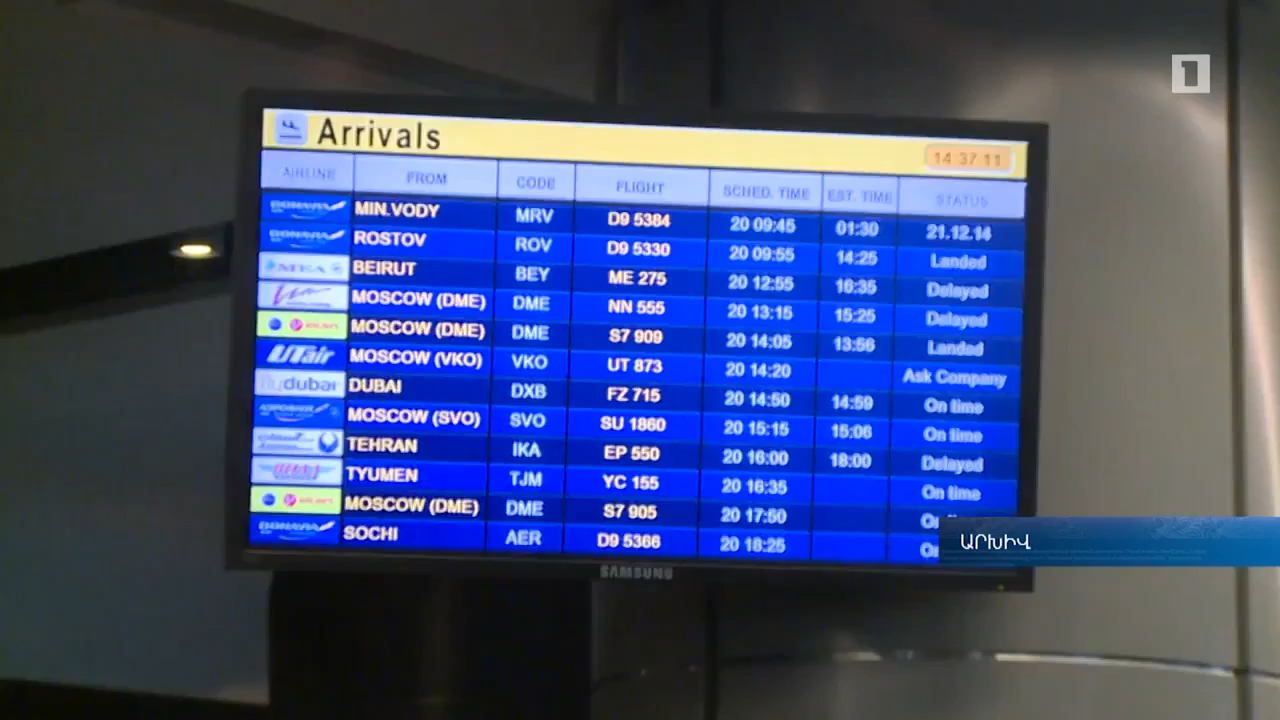 1
Arrivals 14 37 11
AIRLINE FROM CODE FLIGHT SCHED. TIME EST. TIME STATUS
MIN.VODY MRV D9 5384 20 09:45 01:30 21.12.14
ROSTOV ROV D9 5330 20 09:55 14:25 Landed
MEA BEIRUT BEY ME 275 20 12:55 16:35 Delayed
MOSCOW (DME) DME NN 555 20 13:15 15:25 Delayed
MOSCOW (DME) DME S7 909 20 14:05 13:56 Landed
UTair MOSCOW (VKO) VKO UT 873 20 14:20 Ask Company
dubai DUBAI DXB FZ 715 20 14:50 14:59 On time
MOSCOW (SVO) SVO SU 1860 20 15:15 15:06 On time
TEHRAN IKA EP 550 20 16:00 18:00 Delayed
TYUMEN TJM YC 155 20 16:35 On time
MOSCOW (DME) DME S7 905 20 17:50
SOCHI AER D9 5366 20 18:25
ԱՐԽԻՎ
SAMSUNG